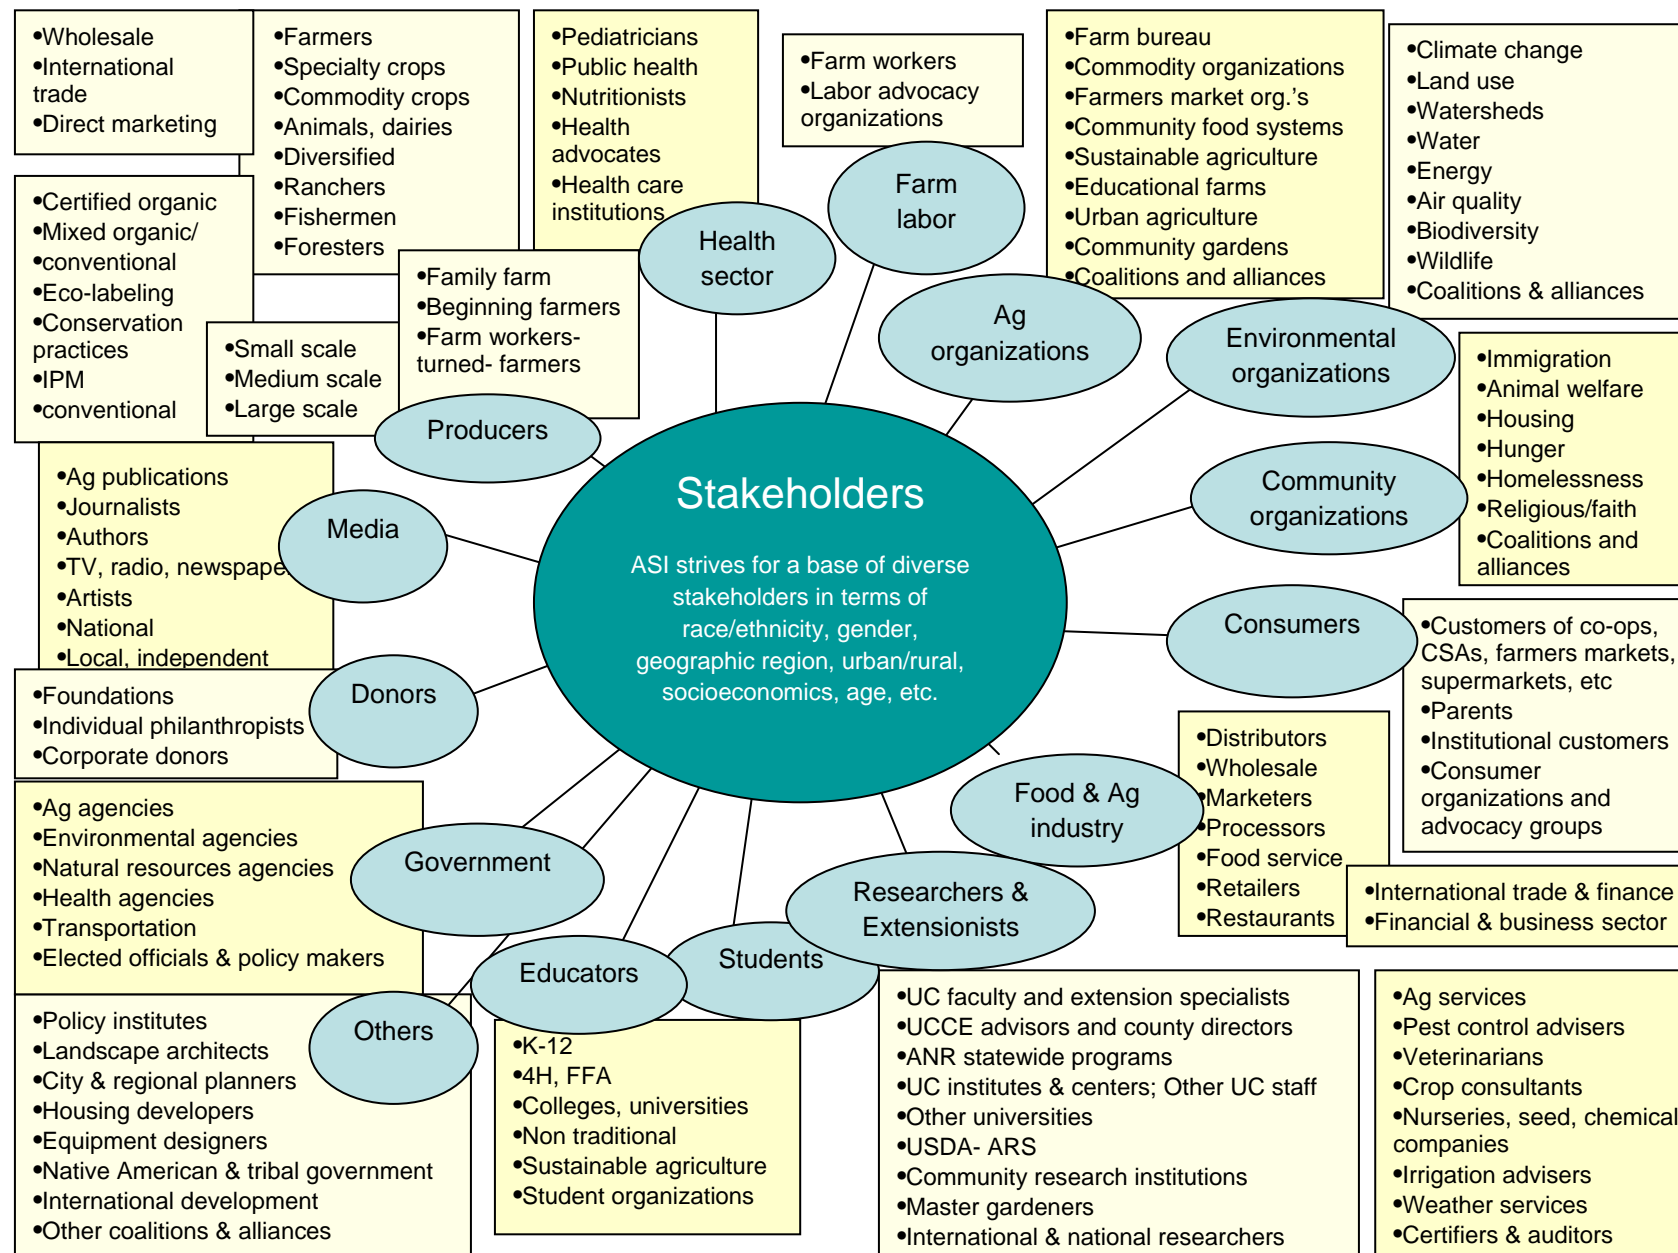 •Wholesale
•International
trade
•Direct marketing
•Farmers
•Specialty crops
•Commodity crops
•Animals, dairies
•Diversified
•Ranchers
•Fishermen
•Foresters
•Pediatricians
•Public health
•Nutritionists
•Health
advocates
•Health care
institutions
•Farm workers
•Labor advocacy
organizations
•Farm bureau
•Commodity organizations
•Farmers market org.'s
•Community food systems
•Sustainable agriculture
•Educational farms
•Urban agriculture
•Community gardens
•Coalitions and alliances
•Climate change
•Land use
•Watersheds
•Water
•Energy
•Air quality
•Biodiversity
•Wildlife
•Coalitions & alliances
•Certified organic
•Mixed organic/
•conventional
•Eco-labeling
•Conservation
practices
•IPM
•conventional
•Small scale
•Medium scale
•Large scale
•Family farm
•Beginning farmers
•Farm workers-
turned- farmers
Health
sector
Farm
labor
Ag
organizations
Environmental
organizations
•Immigration
•Animal welfare
•Housing
•Hunger
•Homelessness
•Religious/faith
•Coalitions and
alliances
Producers
Community
organizations
•Ag publications
•Journalists
•Authors
•TV, radio,
•Artists
•National
•Local, independent
Media
Stakeholders
ASI strives for a base of diverse
stakeholders in terms of
race/ethnicity, gender,
geographic region, urban/rural,
socioeconomics, age, etc.
Consumers
•Customers of co-ops,
CSAs, farmers markets,
supermarkets, etc
•Parents
•Institutional customers
•Consumer
organizations and
advocacy groups
•Foundations
•Individual philanthropists
•Corporate donors
Donors
•Distributors
•Wholesale
•Marketers
•Processors
•Food service
•Retailers
•Restaurants
Food & Ag
industry
•International trade & finance
•Financial & business sector
•Ag agencies
•Environmental agencies
•Natural resources agencies
•Health agencies
•Transportation
•Elected officials & policy makers
Government
Researchers &
Extensionists
Students
Educators
Others
•Policy institutes
•Landscape architects
•City & regional planners
•Housing developers
•Equipment designers
•Native American & tribal government
•International development
•Other coalitions & alliances
•K-12
•4H, FFA
•Colleges, universities
•Non traditional
•Sustainable agriculture
•Student organizations
•UC faculty and extension specialists
•UCCE advisors and county directors
•ANR statewide programs
•UC institutes & centers; Other UC staff
•Other universities
•USDA- ARS
•Community research institutions
•Master gardeners
•International & national researchers
•Ag services
•Pest control advisers
•Veterinarians
•Crop consultants
•Nurseries, seed, chemical
companies
•Irrigation advisers
•Weather services
•Certifiers & auditors